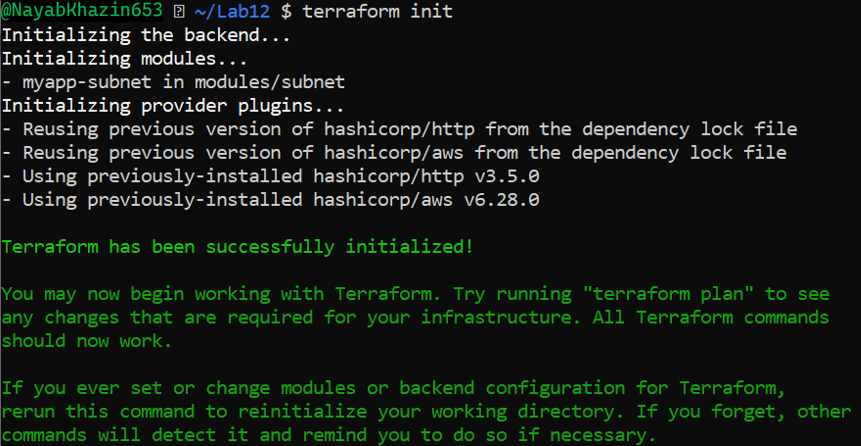 @NayabKhazin653 ~/Lab12 $ terraform init
Initializing the backend...
Initializing modules...
- myapp-subnet in modules/subnet
Initializing provider plugins...
- Reusing previous version of hashicorp/http from the dependency lock file
- Reusing previous version of hashicorp/aws from the dependency lock file
- Using previously-installed hashicorp/http v3.5.0
- Using previously-installed hashicorp/aws v6.28.0
Terraform has been successfully initialized!
You may now begin working with Terraform. Try running "terraform plan" to see
any changes that are required for your infrastructure. All Terraform commands
should now work.
If you ever set or change modules or backend configuration for Terraform,
rerun this command to reinitialize your working directory. If you forget, other
commands will detect it and remind you to do so if necessary.